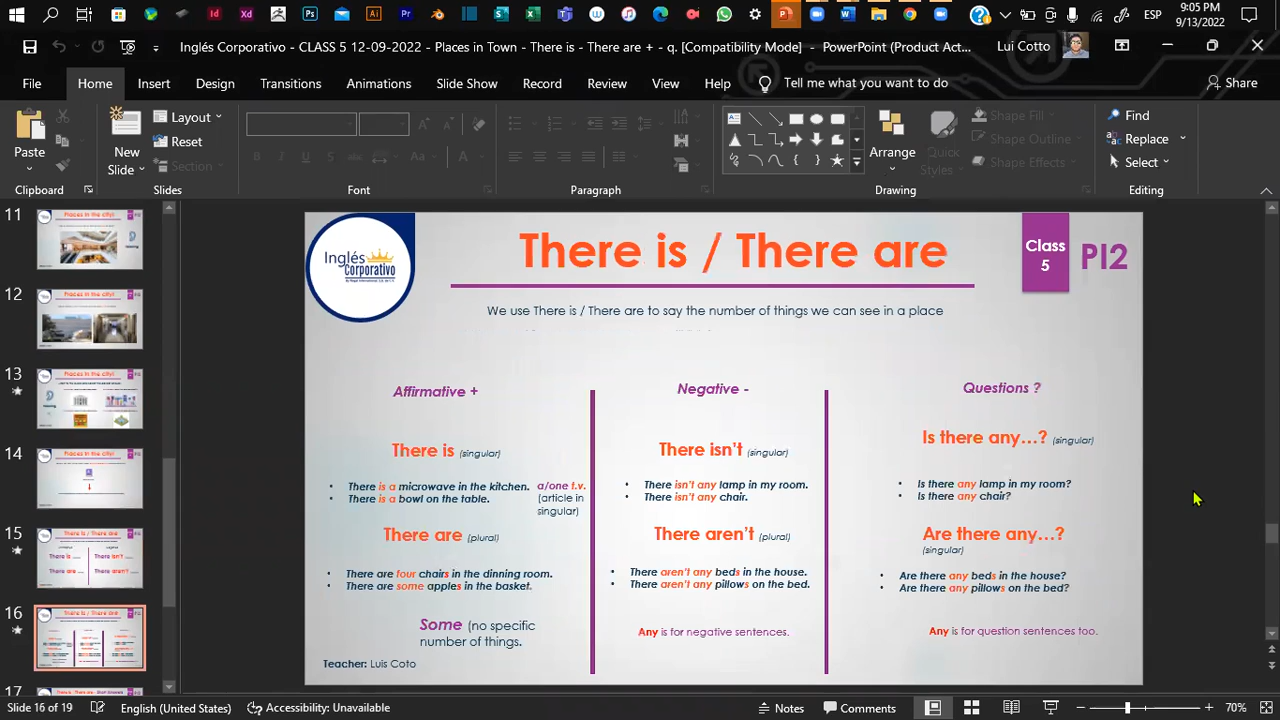 9:05 PM
ESP
9/13/2022
Inglés Corporativo - CLASS 5 12-09-2022 - Places in Town - There is - There are + - q. [Compatibility Mode] - PowerPoint (Product Act...
Lui Cotto
File Home Insert Design Transitions Animations Slide Show Record Review View Help Tell me what you want to do Share
Paste
New Slide
Layout
Reset
Section
Arrange
Quick Styles
Shape Fill
Shape Outline
Shape Effects
Find
Replace
Select
Clipboard Slides Font Paragraph Drawing Editing
11
12
13
14
15
16
17
Inglés
Corporativo
There is / There are
Class
5
PI2
We use There is / There are to say the number of things we can see in a place
Affirmative +
There is (singular)
• There is a microwave in the kitchen.
• There is a bowl on the table.
a/one t.v.
(article in
singular)
There are (plural)
• There are four chairs in the dinning room.
• There are some apples in the basket.
Some (no specific
number of things.
Teacher: Luis Coto
Negative -
There isn't (singular)
• There isn't any lamp in my room.
• There isn't any chair.
There aren't (plural)
• There aren't any beds in the house.
• There aren't any pillows on the bed.
Any is for negative sentences.
Questions ?
Is there any...? (singular)
• Is there any lamp in my room?
• Is there any chair?
Are there any...?
(singular)
• Are there any beds in the house?
• Are there any pillows on the bed?
Any is for question sentences too.
Slide 16 of 19 English (United States) Accessibility: Unavailable Notes Comments 70%